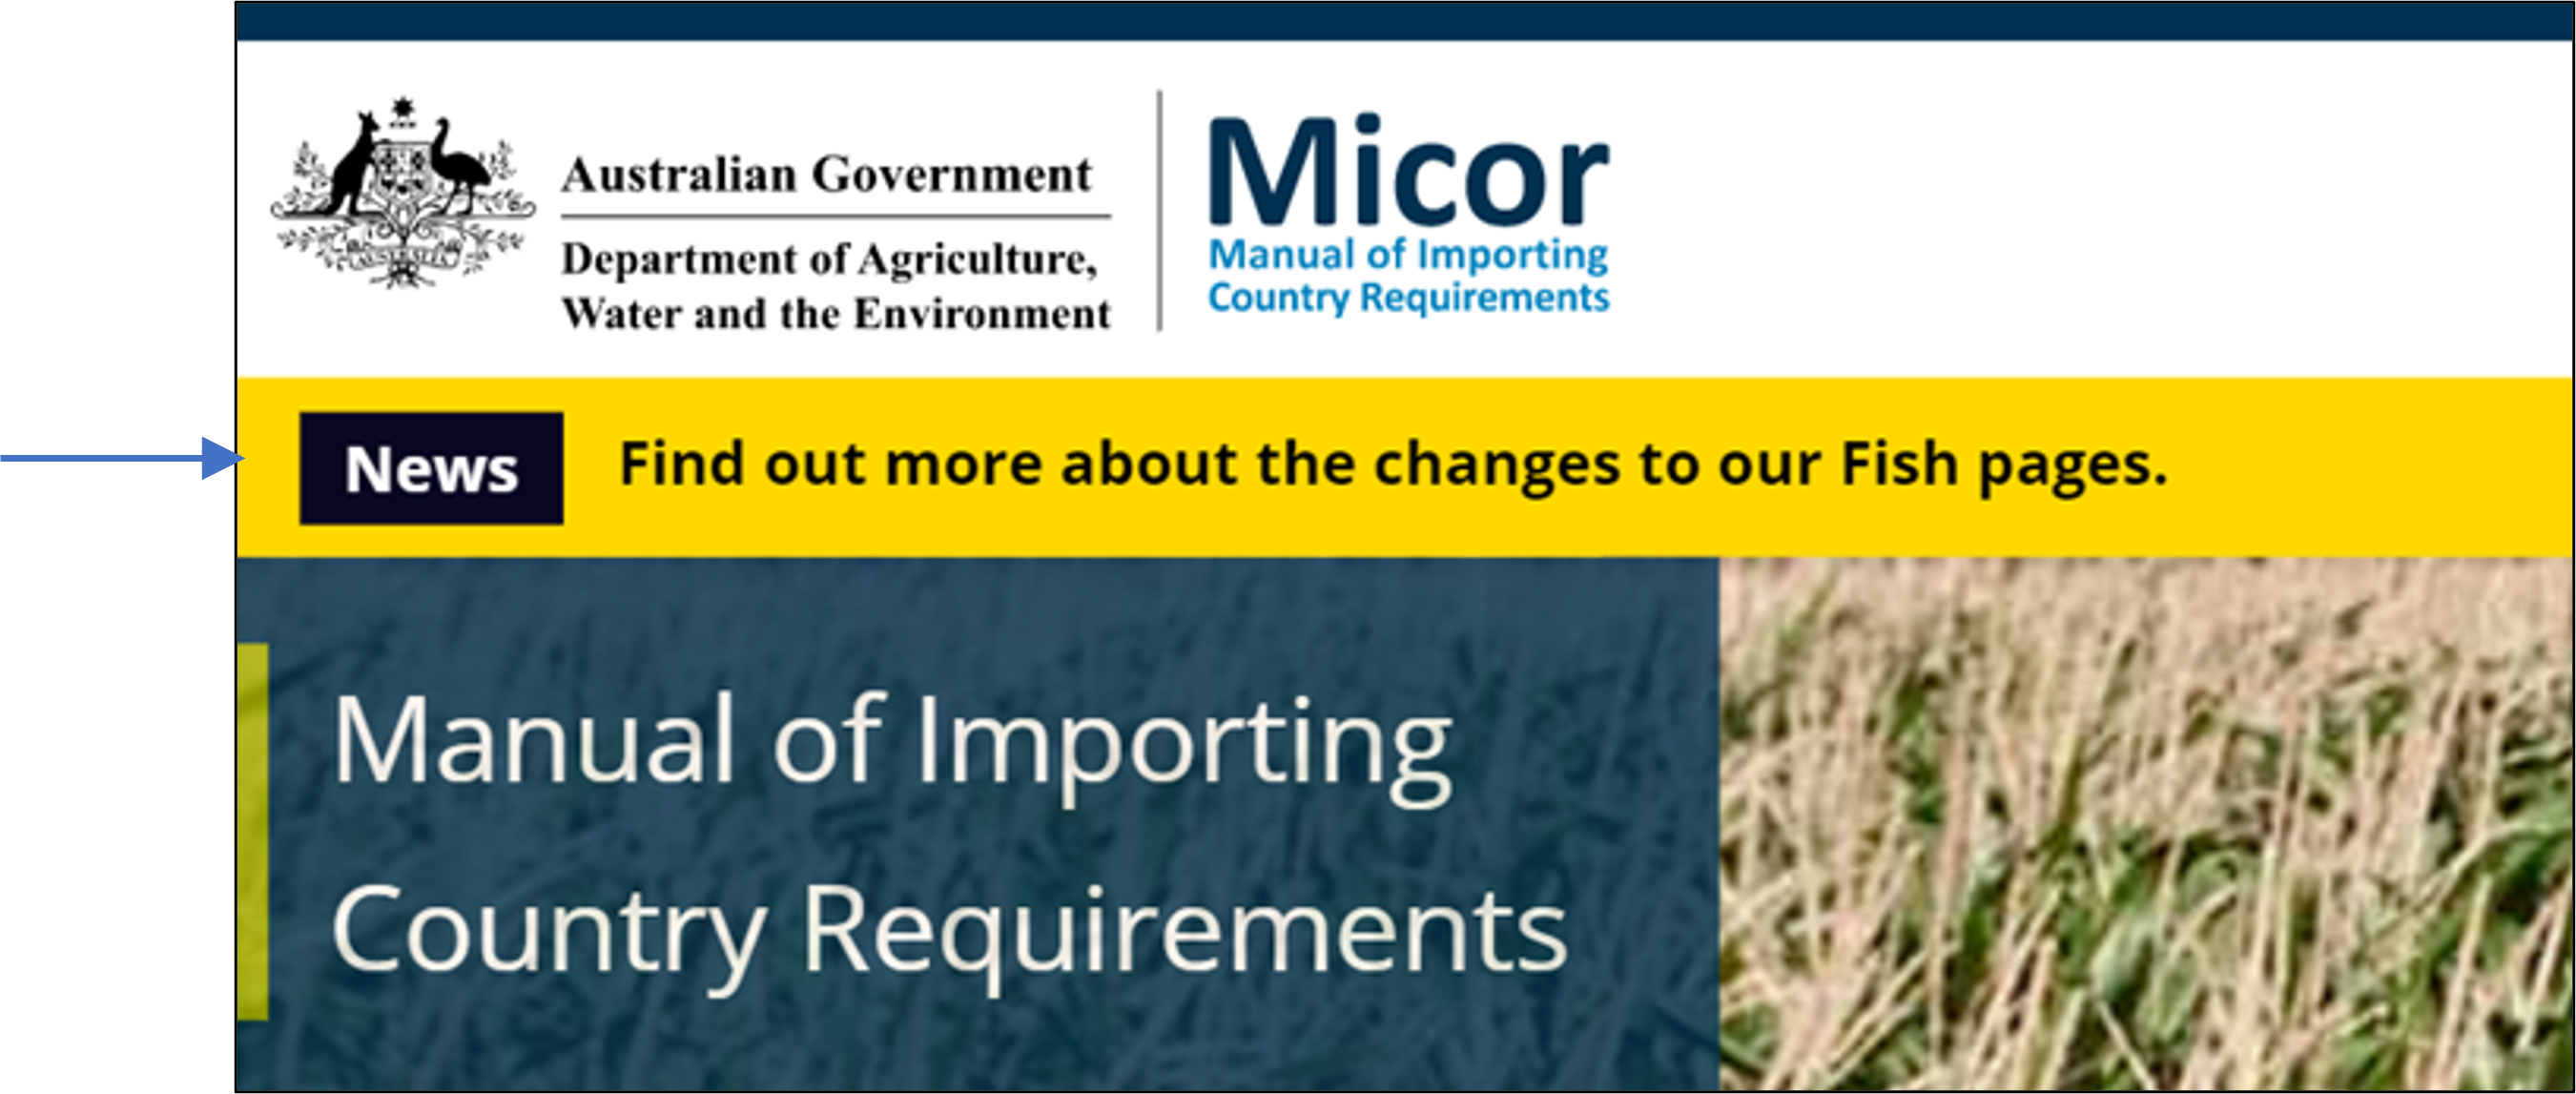 Australian Government
Department of Agriculture,
Water and the Environment
AUSTRALIA
Micor
Manual of Importing
Country Requirements
News
Find out more about the changes to our Fish pages.
Manual of Importing
Country Requirements